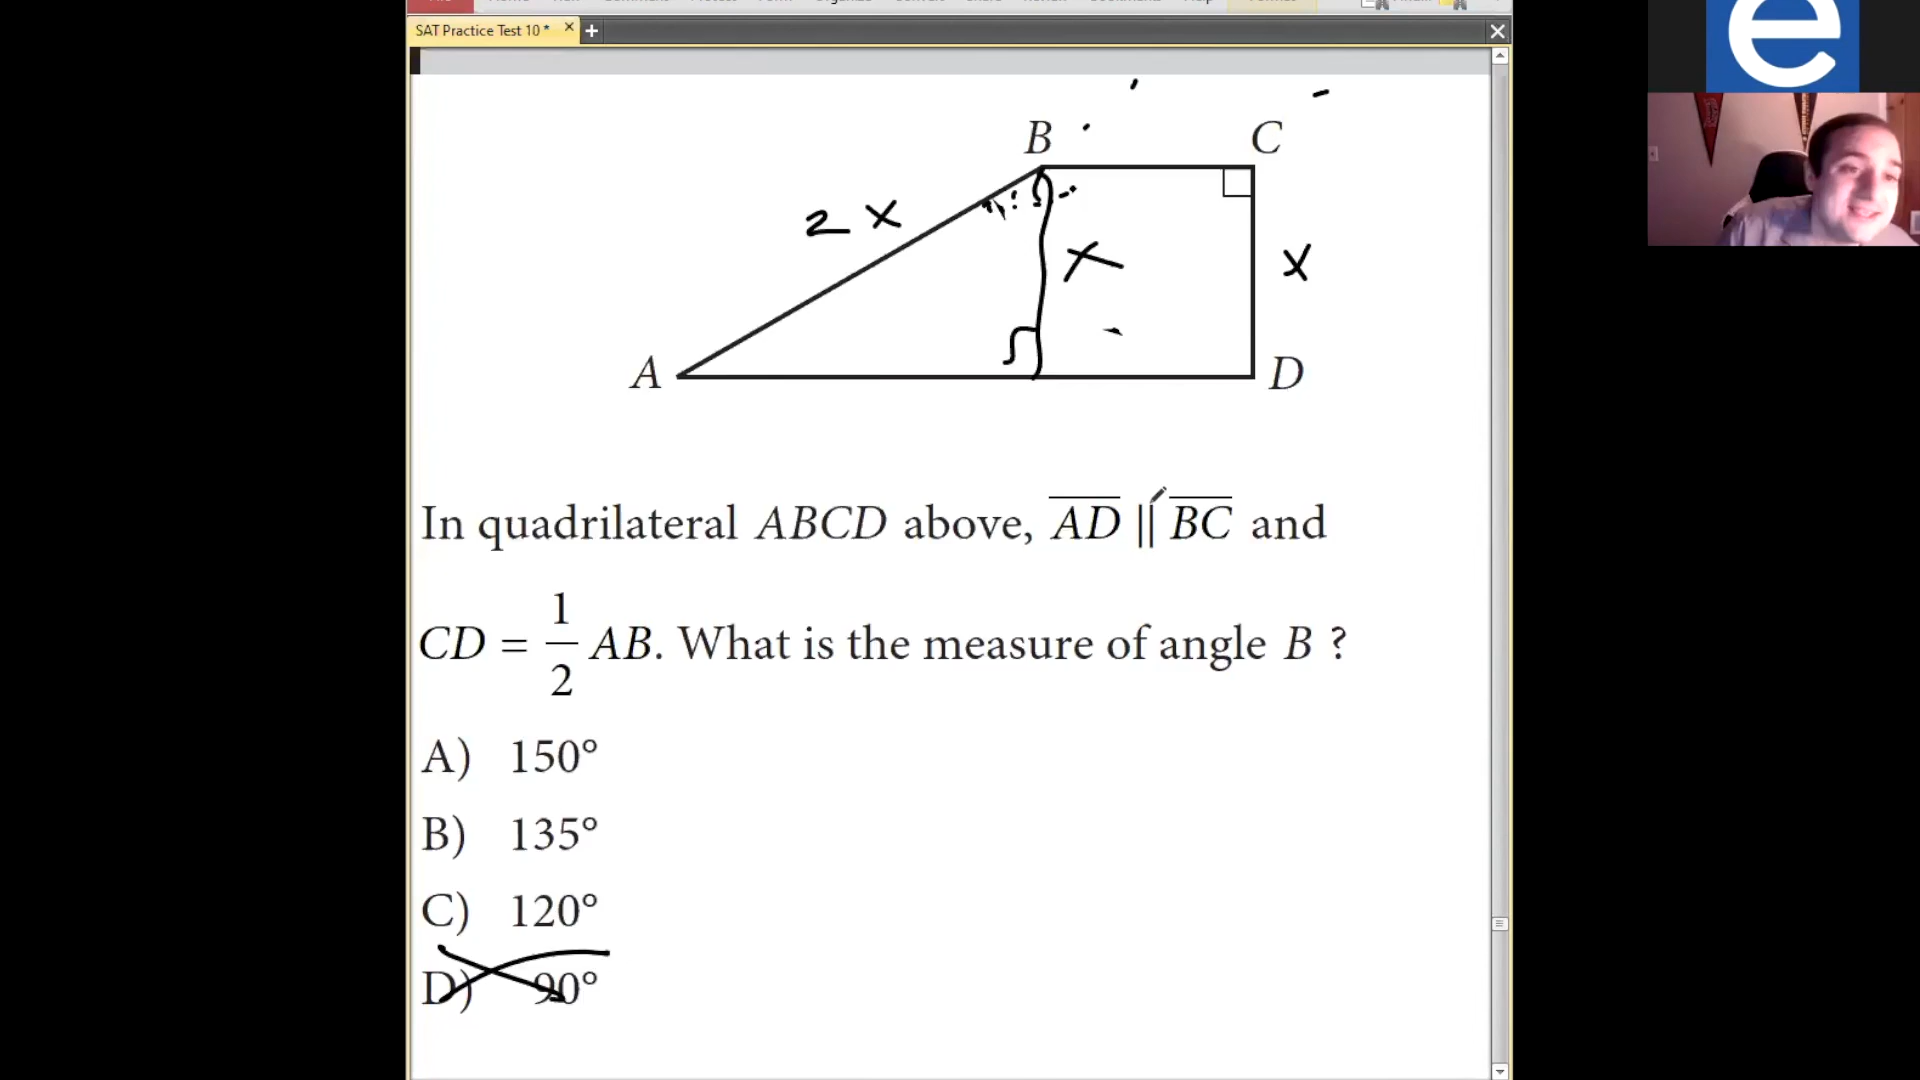 SAT Practice Test 10 *
B
C
2 x
x
x
A
D
In quadrilateral ABCD above, AD || BC and
CD = 1/2 AB. What is the measure of angle B ?
A) 150°
B) 135°
C) 120°
D) 90°
e